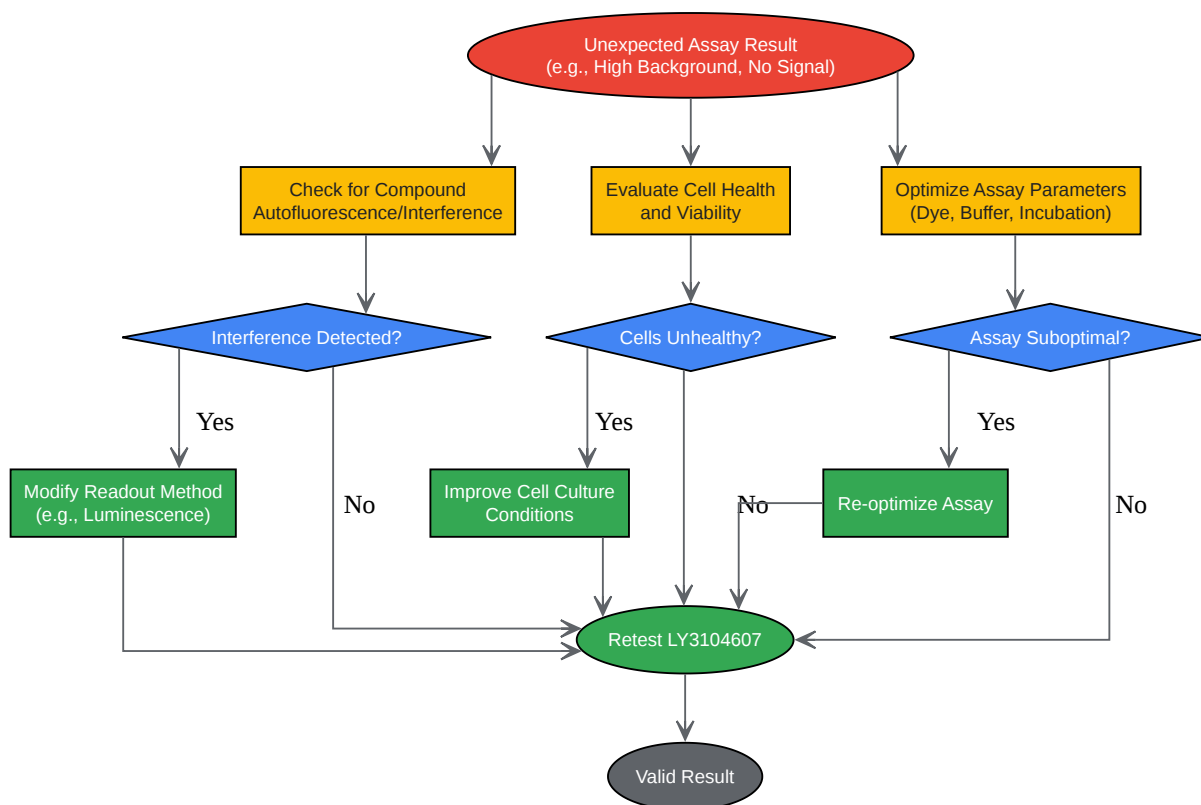 Unexpected Assay Result
(e.g., High Background, No Signal)
Check for Compound
Autofluorescence/Interference
Evaluate Cell Health
and Viability
Optimize Assay Parameters
(Dye, Buffer, Incubation)
Interference Detected?
Cells Unhealthy?
Assay Suboptimal?
Yes
Yes
Yes
Modify Readout Method
(e.g., Luminescence)
No
Improve Cell Culture
Conditions
No
Re-optimize Assay
No
Retest LY3104607
Valid Result